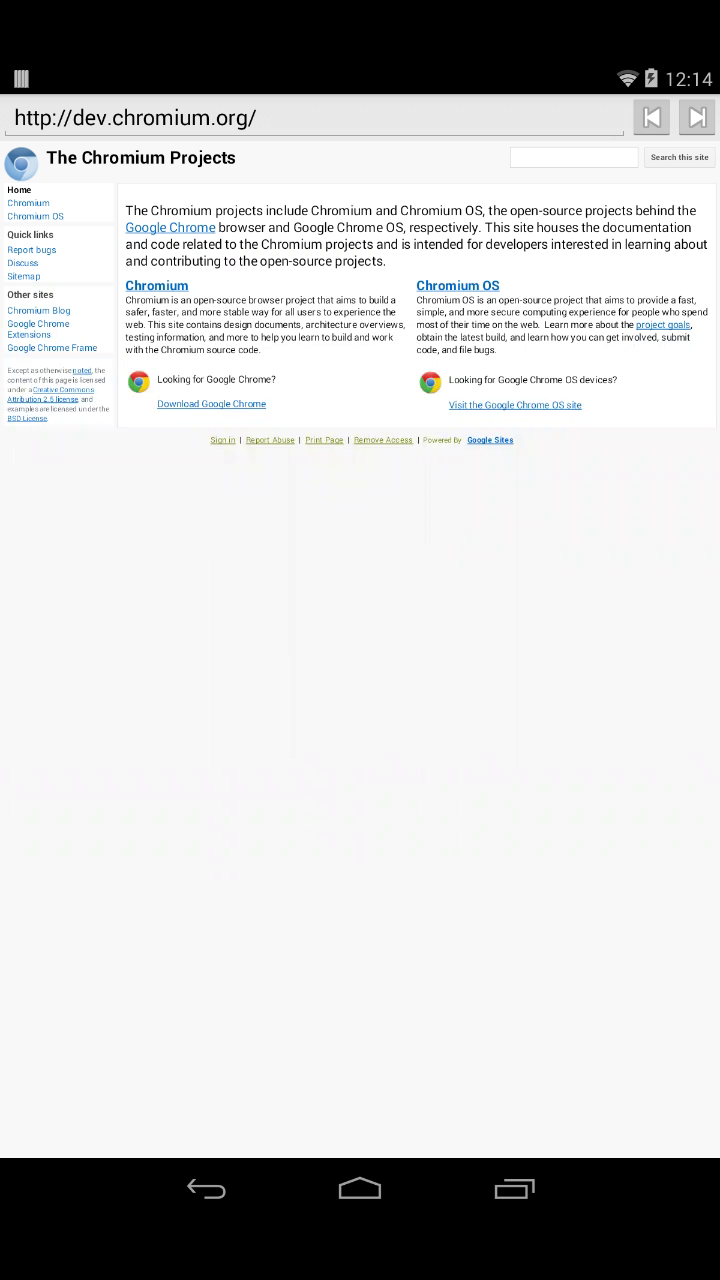 12:14
http://dev.chromium.org/
The Chromium Projects
Search this site
Home
Chromium
Chromium OS
Quick links
Report bugs
Discuss
Sitemap
Other sites
Chromium Blog
Google Chrome
Extensions
Google Chrome Frame
Except as otherwise noted, the
content of this page is licensed
under a Creative Commons
Attribution 2.5 license, and
examples are licensed under the
BSD License.
The Chromium projects include Chromium and Chromium OS, the open-source projects behind the
Google Chrome browser and Google Chrome OS, respectively. This site houses the documentation
and code related to the Chromium projects and is intended for developers interested in learning about
and contributing to the open-source projects.
Chromium
Chromium is an open-source browser project that aims to build a
safer, faster, and more stable way for all users to experience the
web. This site contains design documents, architecture overviews,
testing information, and more to help you learn to build and work
with the Chromium source code.
Looking for Google Chrome?
Download Google Chrome
Chromium OS
Chromium OS is an open-source project that aims to provide a fast,
simple, and more secure computing experience for people who spend
most of their time on the web. Learn more about the project goals,
obtain the latest build, and learn how you can get involved, submit
code, and file bugs.
Looking for Google Chrome OS devices?
Visit the Google Chrome OS site
Sign in | Report Abuse | Print Page | Remove Access | Powered By Google Sites